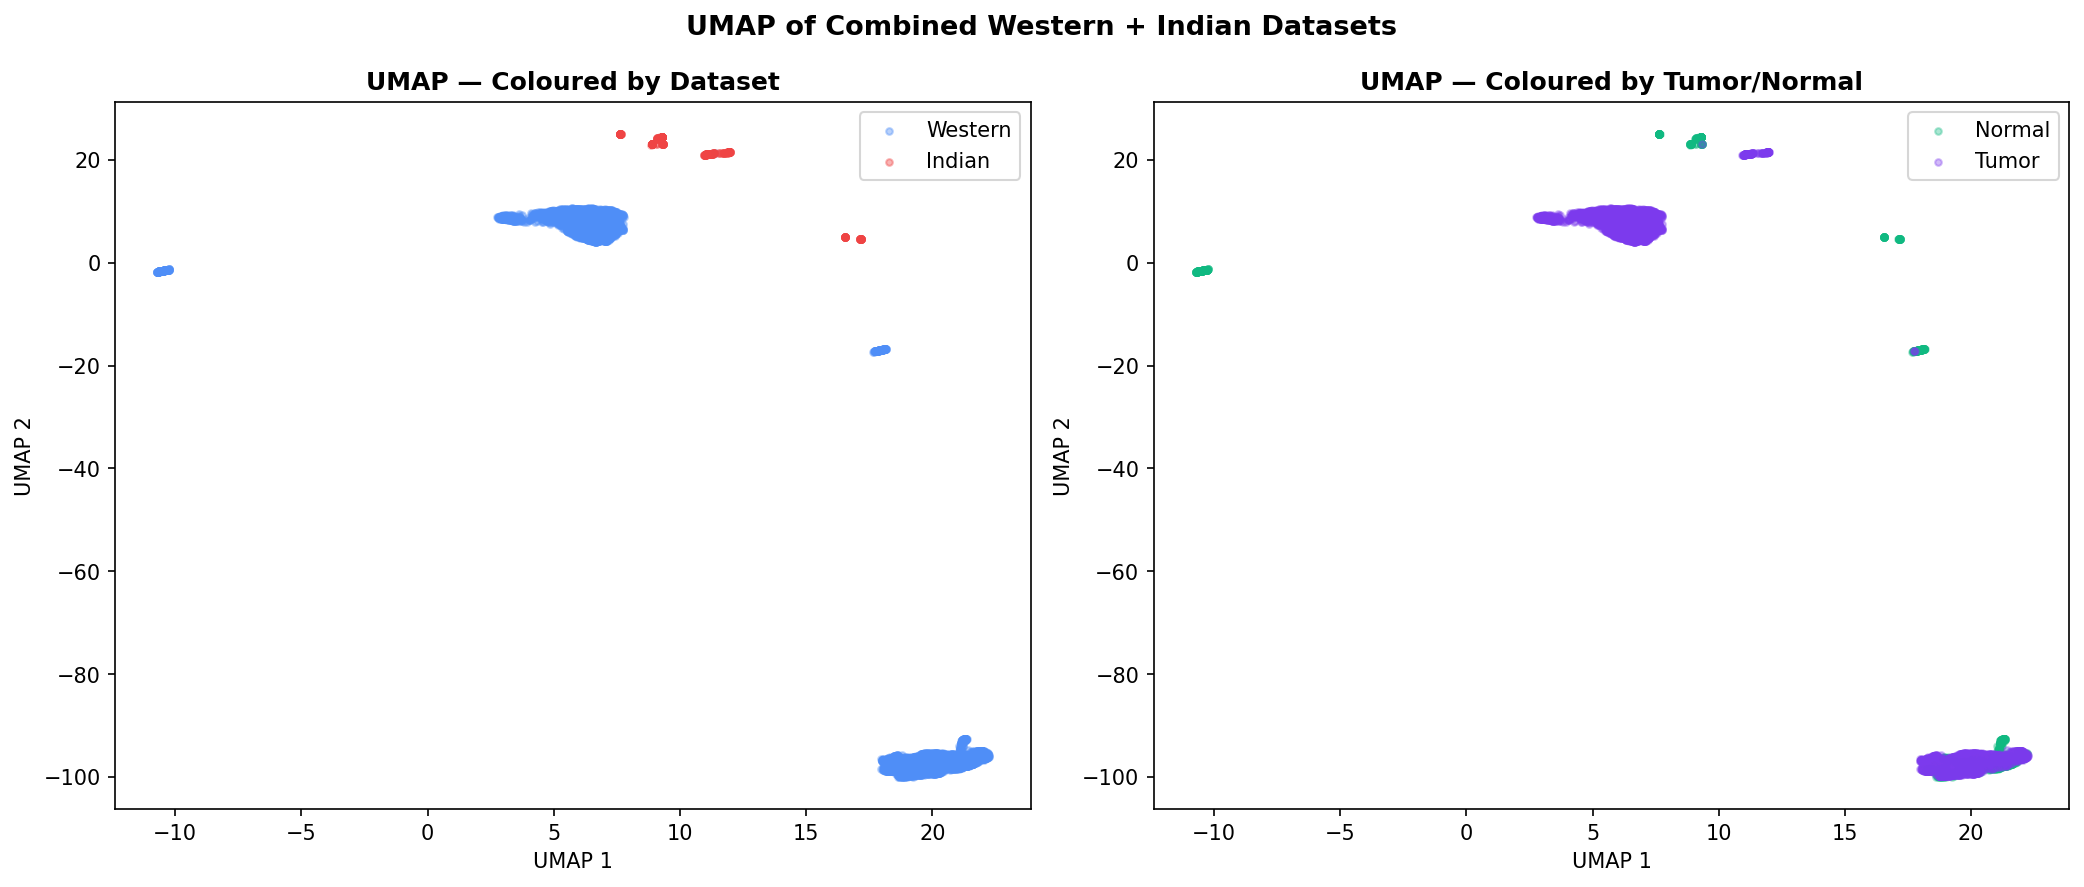 UMAP of Combined Western + Indian Datasets
UMAP — Coloured by Dataset
Western
Indian
20
0
−20
−40
−60
−80
−100
UMAP 2
−10
−5
0
5
10
15
20
UMAP 1
UMAP — Coloured by Tumor/Normal
Normal
Tumor
20
0
−20
−40
−60
−80
−100
UMAP 2
−10
−5
0
5
10
15
20
UMAP 1